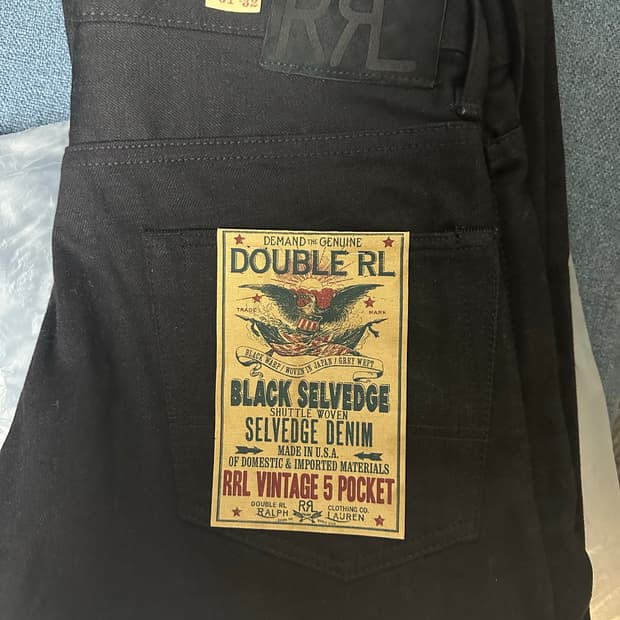 31 32
RRL
DEMAND THE GENUINE
DOUBLE RL
TRADE MARK
BLACK WARP / WOVEN IN JAPAN / GREY WEFT
BLACK SELVEDGE
SHUTTLE WOVEN
SELVEDGE DENIM
MADE IN U.S.A.
OF DOMESTIC & IMPORTED MATERIALS
RRL VINTAGE 5 POCKET
DOUBLE RL RRL CLOTHING CO.
RALPH LAUREN